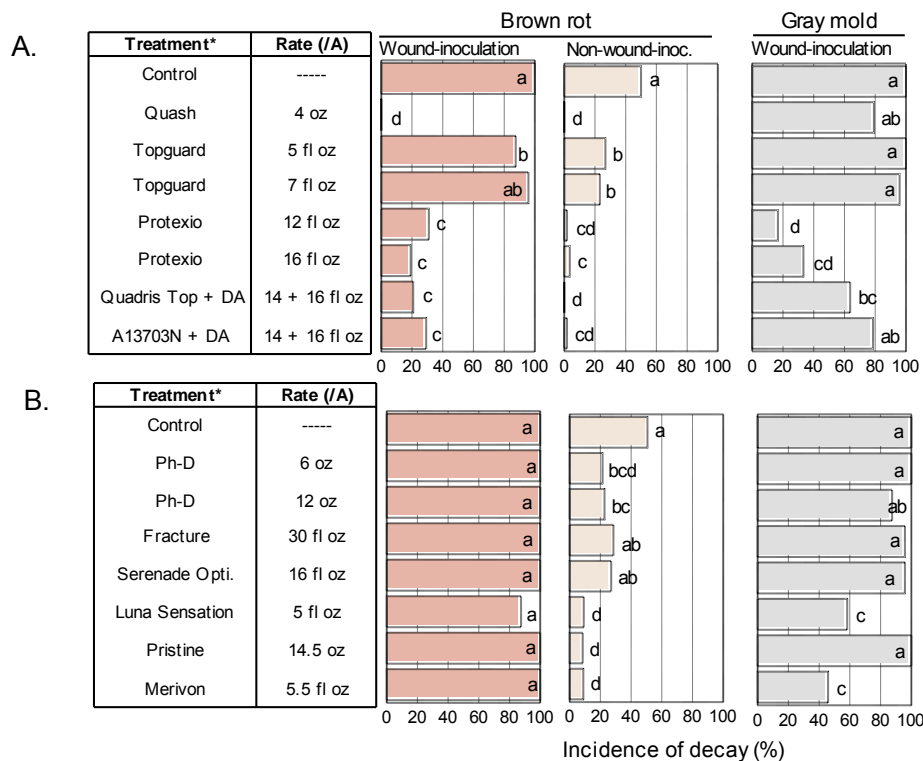 Brown rot Gray mold
A.
Treatment* Rate (/A) Wound-inoculation Non-wound-inoc. Wound-inoculation
Control ----- a a a
Quash 4 oz d d ab
Topguard 5 fl oz b b a
Topguard 7 fl oz ab b a
Protexio 12 fl oz c cd d
Protexio 16 fl oz c c cd
Quadris Top + DA 14 + 16 fl oz c d bc
A13703N + DA 14 + 16 fl oz c cd ab
0 20 40 60 80 100 0 20 40 60 80 100 0 20 40 60 80 100
B.
Treatment* Rate (/A)
Control ----- a a a
Ph-D 6 oz a bcd a
Ph-D 12 oz a bc ab
Fracture 30 fl oz a ab a
Serenade Opti. 16 fl oz a ab a
Luna Sensation 5 fl oz a d c
Pristine 14.5 oz a d a
Merivon 5.5 fl oz a d c
0 20 40 60 80 100 0 20 40 60 80 100 0 20 40 60 80 100
Incidence of decay (%)